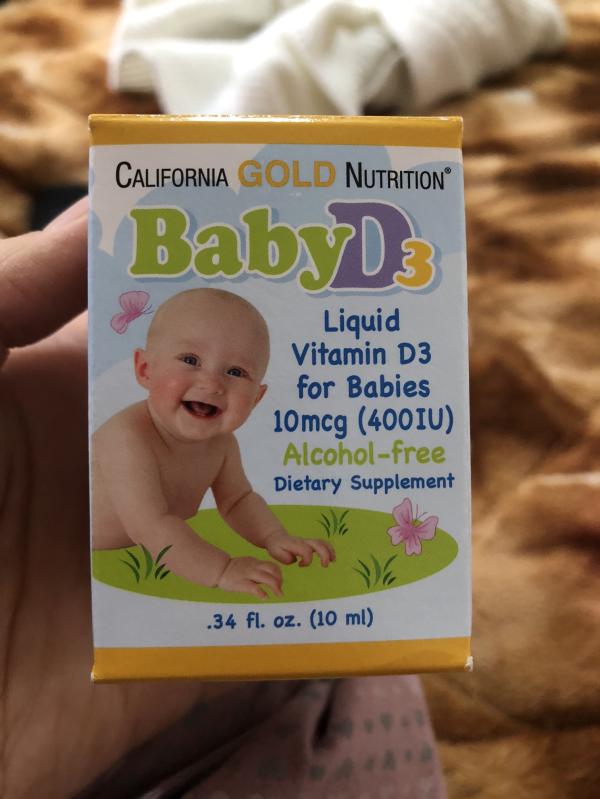 CALIFORNIA GOLD NUTRITION®
BabyD3
Liquid
Vitamin D3
for Babies
10mcg (400IU)
Alcohol-free
Dietary Supplement
.34 fl. oz. (10 ml)